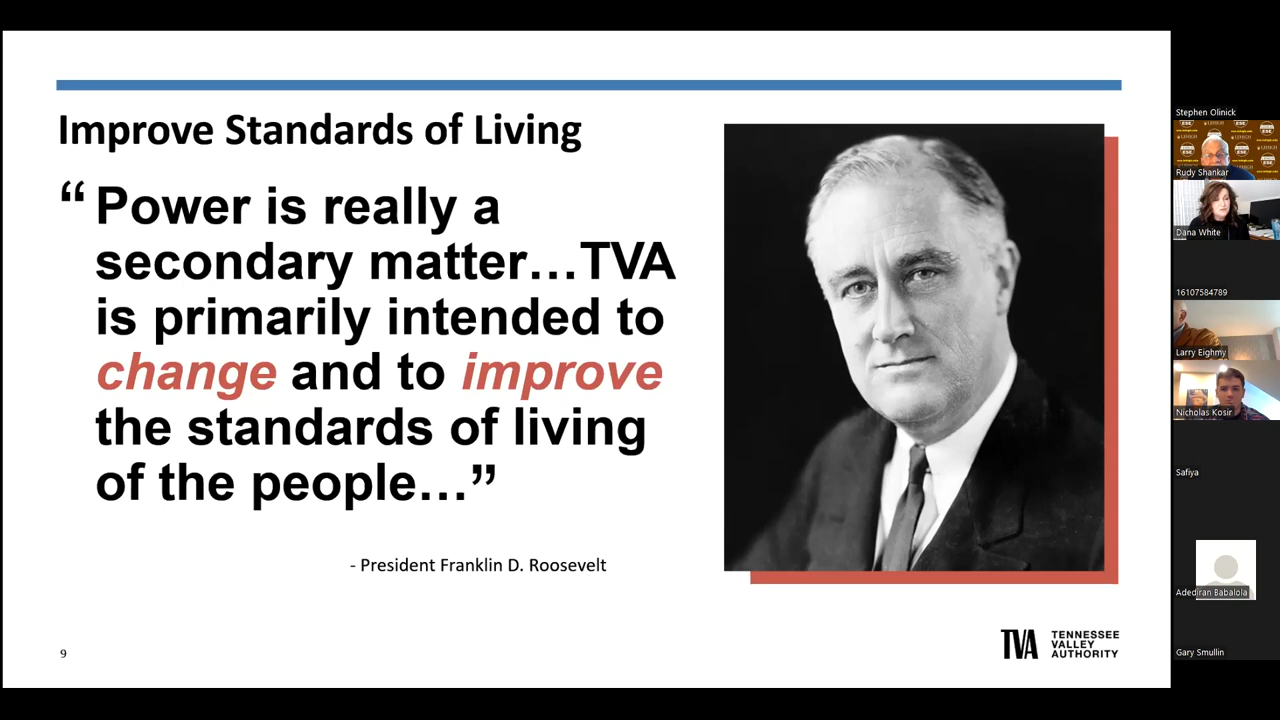 Improve Standards of Living
“ Power is really a
secondary matter…TVA
is primarily intended to
change and to improve
the standards of living
of the people…”
- President Franklin D. Roosevelt
9
TVA TENNESSEE
VALLEY
AUTHORITY
Stephen Olinick
Rudy Shankar
Dana White
16107584789
Larry Eighmy
Nicholas Kosir
Safiya
Adediran Babalola
Gary Smullin